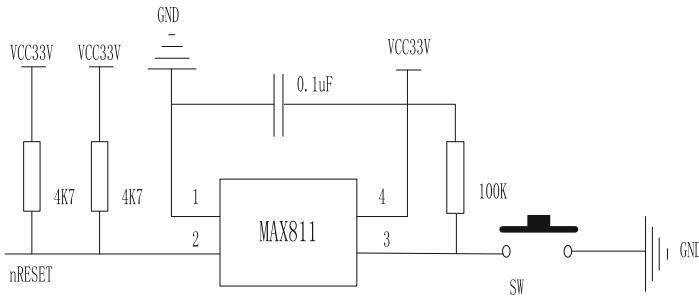 GND
VCC33V VCC33V VCC33V
0.1uF
4K7 4K7 1 4 100K
MAX811
2 3
nRESET SW GND